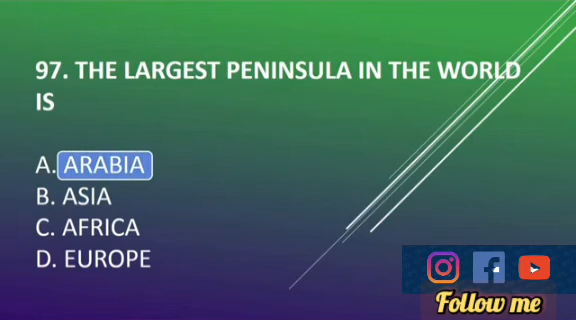 97. THE LARGEST PENINSULA IN THE WORLD
IS
A. ARABIA
B. ASIA
C. AFRICA
D. EUROPE
Follow me